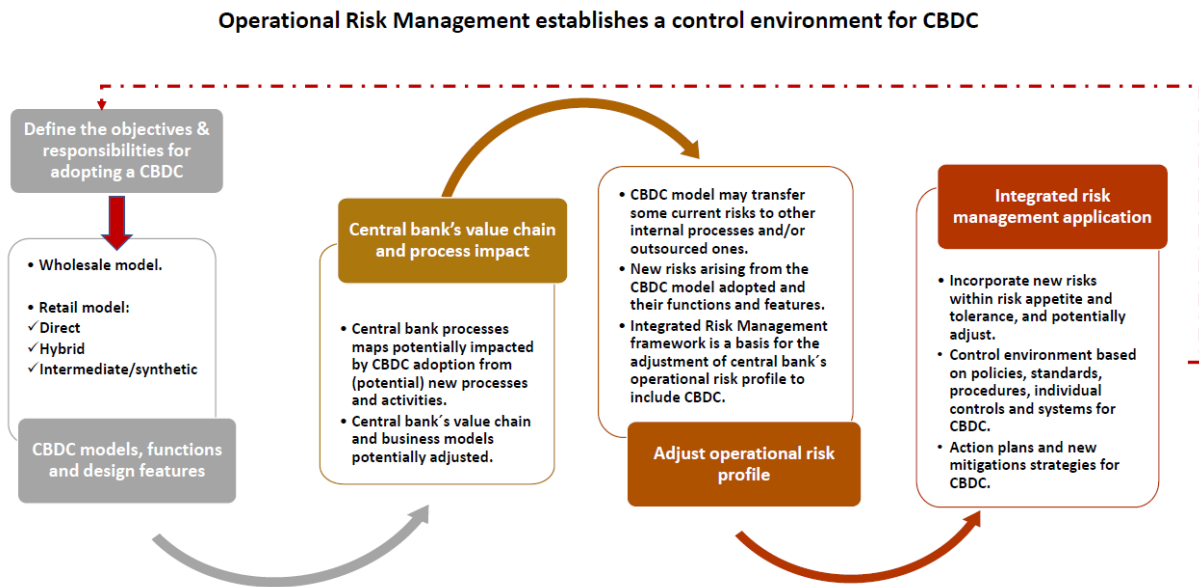 Operational Risk Management establishes a control environment for CBDC
Define the objectives &
responsibilities for
adopting a CBDC
• Wholesale model.
• Retail model:
✓Direct
✓Hybrid
✓Intermediate/synthetic
CBDC models, functions
and design features
Central bank's value chain
and process impact
• Central bank processes
maps potentially impacted
by CBDC adoption from
(potential) new processes
and activities.
• Central bank´s value chain
and business models
potentially adjusted.
• CBDC model may transfer
some current risks to other
internal processes and/or
outsourced ones.
• New risks arising from the
CBDC model adopted and
their functions and features.
• Integrated Risk Management
framework is a basis for the
adjustment of central bank´s
operational risk profile to
include CBDC.
Adjust operational risk
profile
Integrated risk
management application
• Incorporate new risks
within risk appetite and
tolerance, and potentially
adjust.
• Control environment based
on policies, standards,
procedures, individual
controls and systems for
CBDC.
• Action plans and new
mitigations strategies for
CBDC.